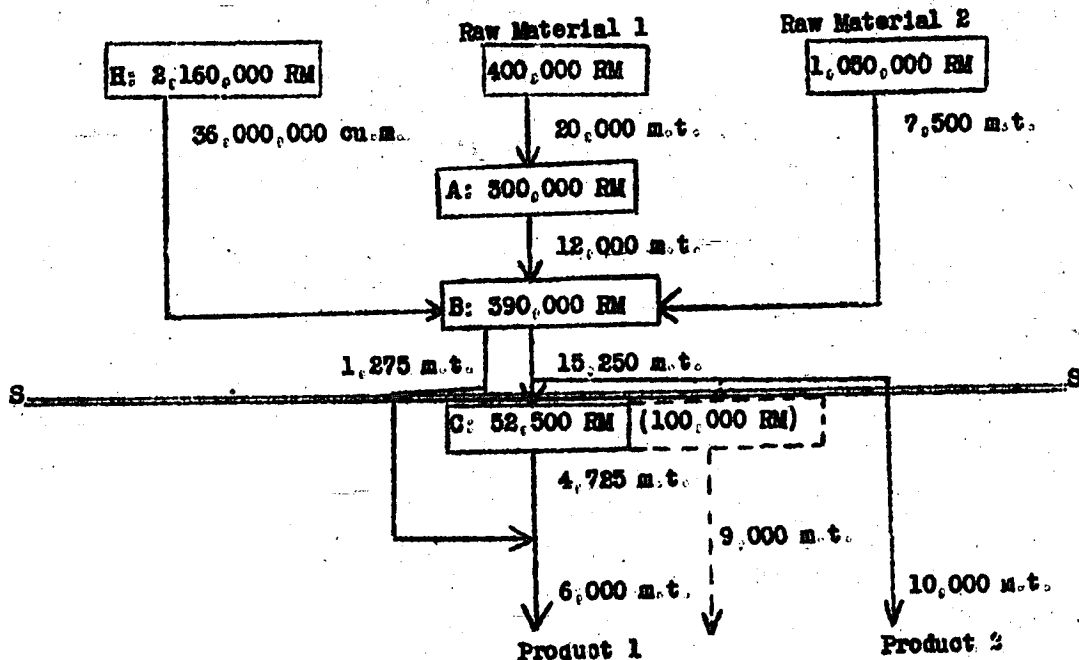 Raw Material 1
Raw Material 2
H: 2,160,000 RM
400,000 RM
1,050,000 RM
36,000,000 cu.m.
20,000 m.t.
7,500 m.t.
A: 300,000 RM
12,000 m.t.
B: 390,000 RM
1,275 m.t.
15,250 m.t.
S
S
C: 52,500 RM
(100,000 RM)
4,725 m.t.
9,000 m.t.
6,000 m.t.
10,000 m.t.
Product 1
Product 2